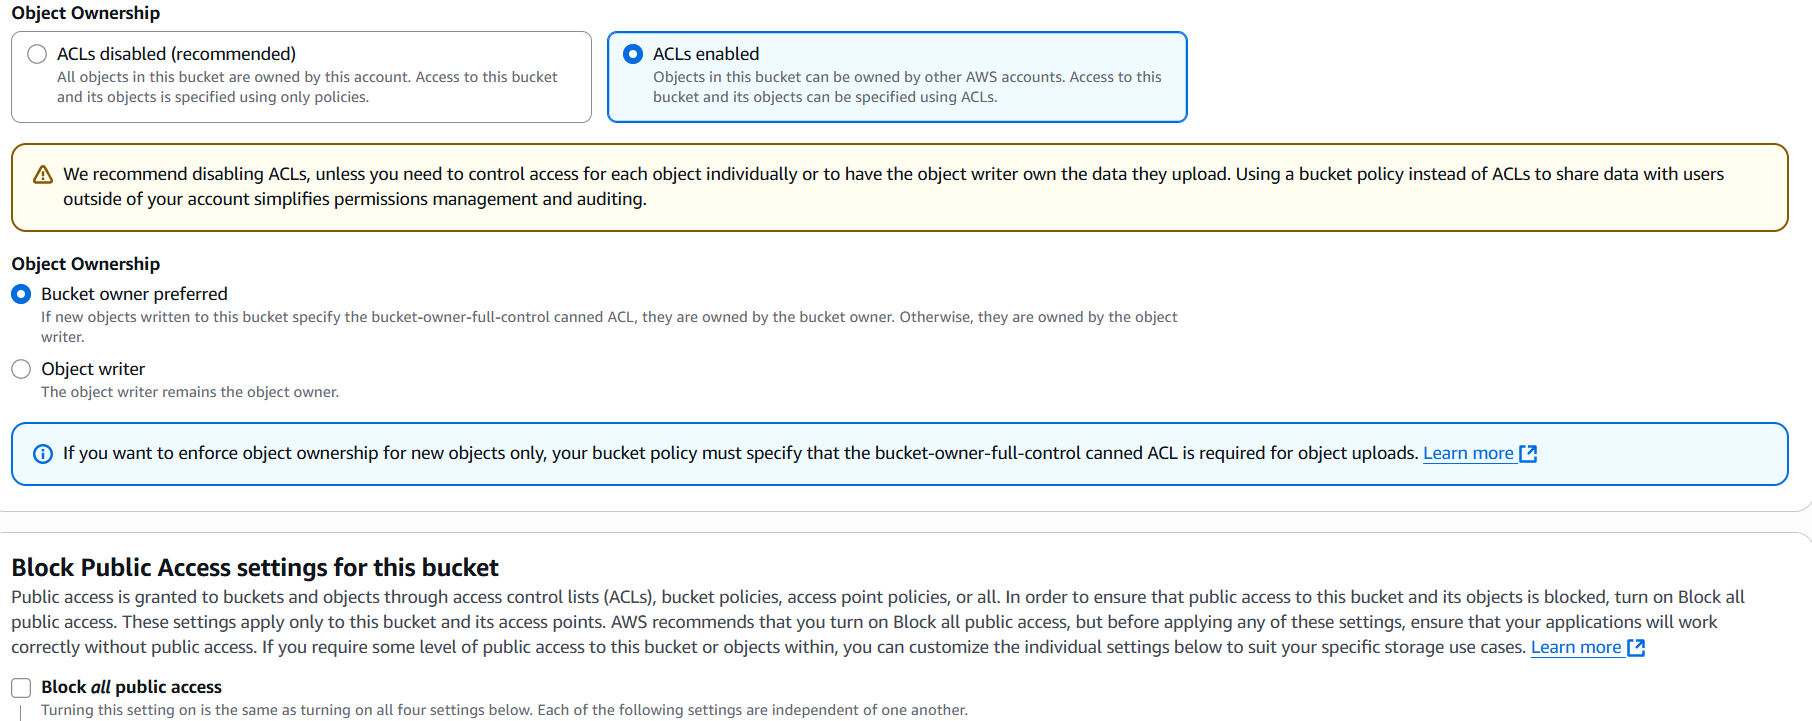 Object Ownership
ACLs disabled (recommended)
All objects in this bucket are owned by this account. Access to this bucket
and its objects is specified using only policies.
ACLs enabled
Objects in this bucket can be owned by other AWS accounts. Access to this
bucket and its objects can be specified using ACLs.
We recommend disabling ACLs, unless you need to control access for each object individually or to have the object writer own the data they upload. Using a bucket policy instead of ACLs to share data with users
outside of your account simplifies permissions management and auditing.
Object Ownership
Bucket owner preferred
If new objects written to this bucket specify the bucket-owner-full-control canned ACL, they are owned by the bucket owner. Otherwise, they are owned by the object
writer.
Object writer
The object writer remains the object owner.
If you want to enforce object ownership for new objects only, your bucket policy must specify that the bucket-owner-full-control canned ACL is required for object uploads. Learn more
Block Public Access settings for this bucket
Public access is granted to buckets and objects through access control lists (ACLs), bucket policies, access point policies, or all. In order to ensure that public access to this bucket and its objects is blocked, turn on Block all
public access. These settings apply only to this bucket and its access points. AWS recommends that you turn on Block all public access, but before applying any of these settings, ensure that your applications will work
correctly without public access. If you require some level of public access to this bucket or objects within, you can customize the individual settings below to suit your specific storage use cases. Learn more
Block all public access
Turning this setting on is the same as turning on all four settings below. Each of the following settings are independent of one another.